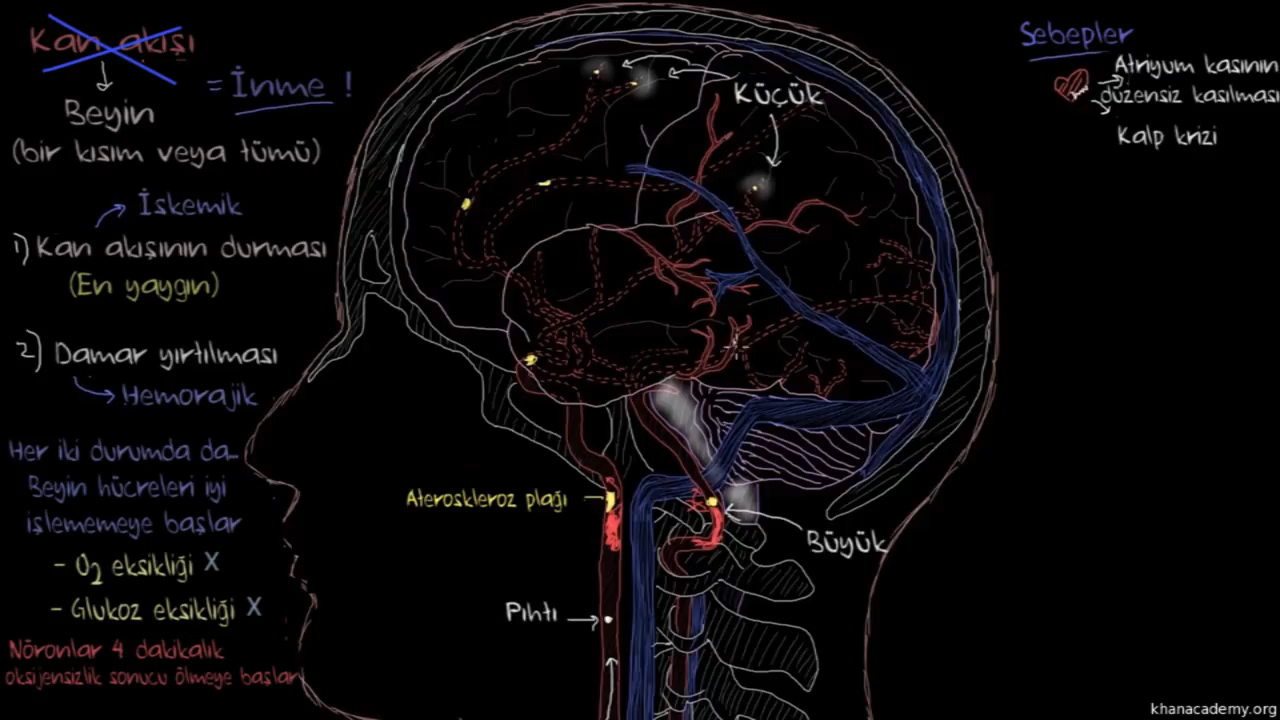 Kan akışı
= İnme !
Beyin
(bir kısım veya tümü)
İskemik
1) Kan akışının durması
(En yaygın)
2) Damar yırtılması
Hemorajik
Her iki durumda da...
Beyin hücreleri iyi
işlememeye başlar
- O2 eksikliği X
- Glukoz eksikliği X
Nöronlar 4 dakikalık
oksijensizlik sonucu ölmeye başlar
Küçük
Ateroskleroz plağı
Büyük
Pıhtı
Sebepler
Atriyum kasının
düzensiz kasılması
Kalp krizi
khanacademy.org